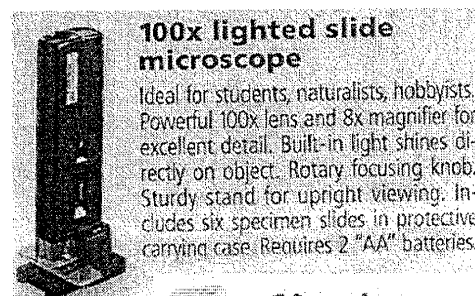 100x lighted slide
microscope
Ideal for students, naturalists, hobbyists.
Powerful 100x lens and 8x magnifier for
excellent detail. Built-in light shines di-
rectly on object. Rotary focusing knob.
Sturdy stand for upright viewing. In-
cludes six specimen slides in protective
carrying case. Requires 2 "AA" batteries.